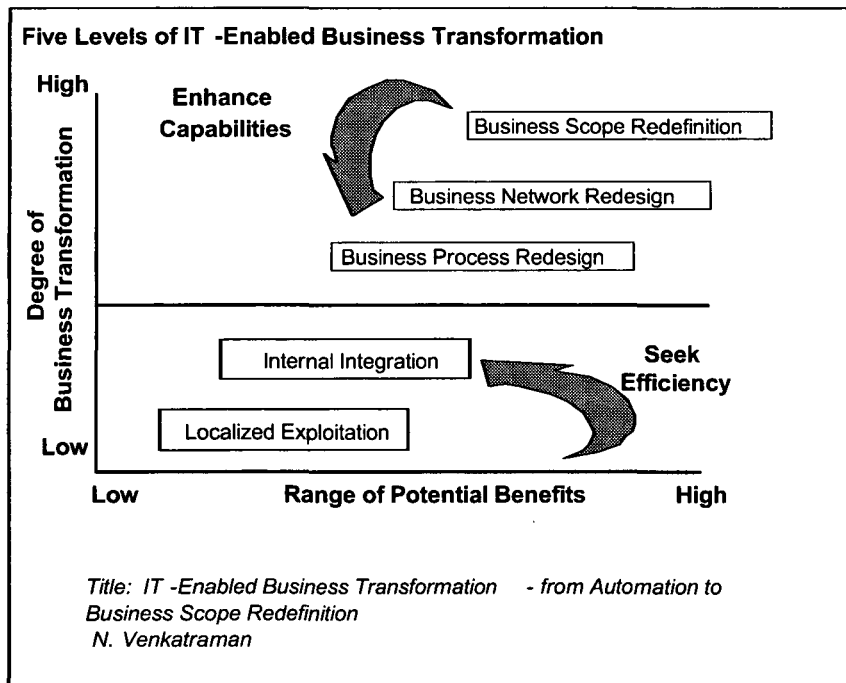 Five Levels of IT -Enabled Business Transformation
High
Enhance
Capabilities
Business Scope Redefinition
Business Network Redesign
Business Process Redesign
Degree of
Business Transformation
Internal Integration
Seek
Efficiency
Localized Exploitation
Low
Low
Range of Potential Benefits
High
Title: IT -Enabled Business Transformation - from Automation to
Business Scope Redefinition
N. Venkatraman